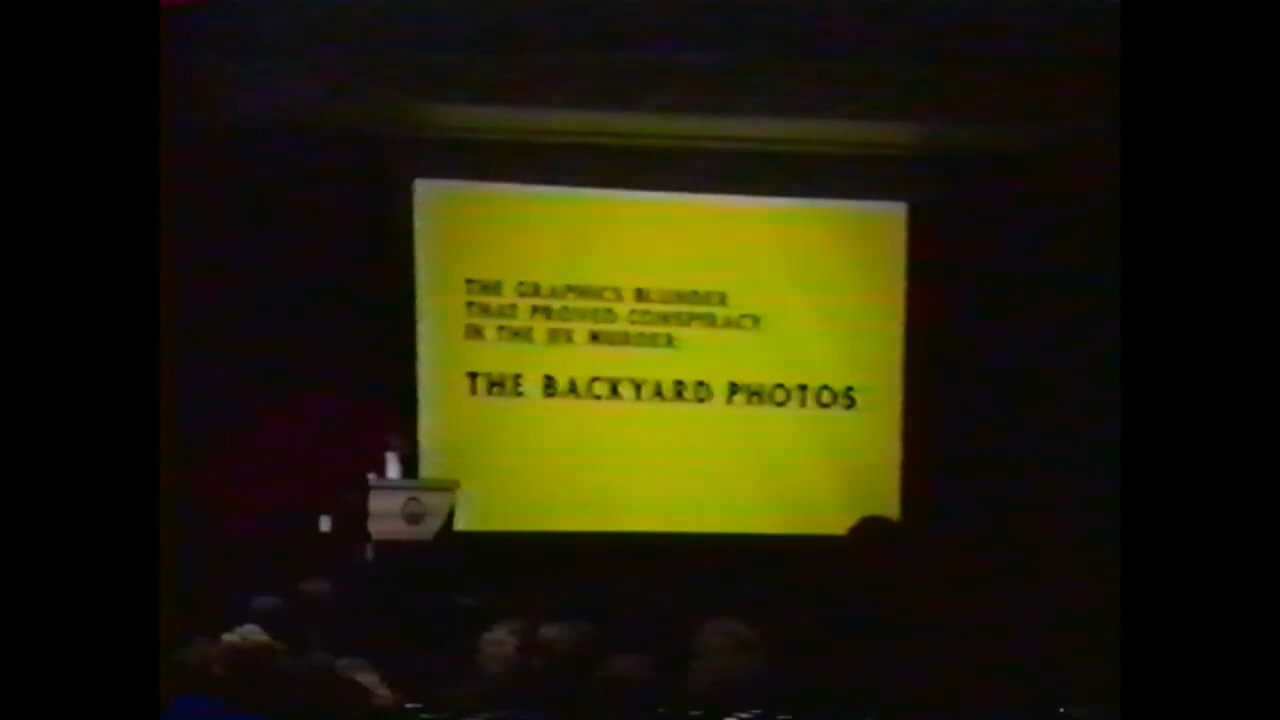 THE GRAPHICS BLUNDER
THAT PROVED CONSPIRACY
IN THE JFK MURDER:
THE BACKYARD PHOTOS